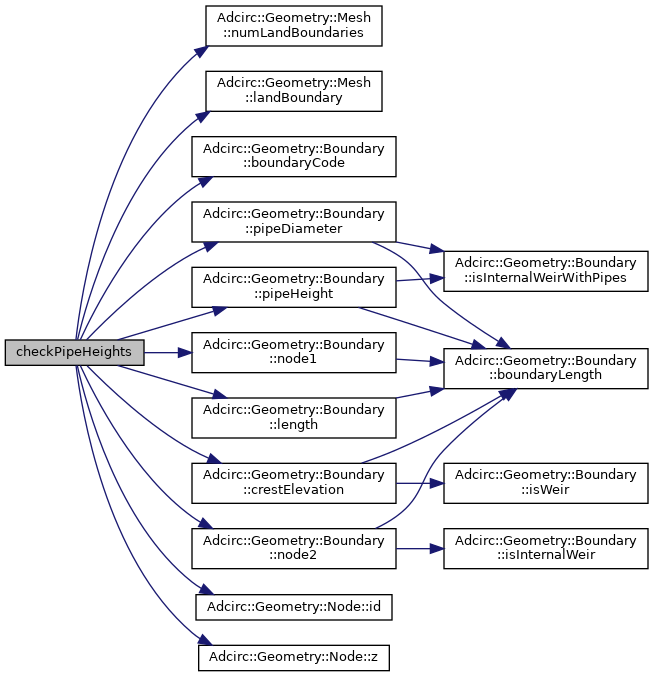 checkPipeHeights
Adcirc::Geometry::Mesh
::numLandBoundaries
Adcirc::Geometry::Mesh
::landBoundary
Adcirc::Geometry::Boundary
::boundaryCode
Adcirc::Geometry::Boundary
::pipeDiameter
Adcirc::Geometry::Boundary
::pipeHeight
Adcirc::Geometry::Boundary
::node1
Adcirc::Geometry::Boundary
::length
Adcirc::Geometry::Boundary
::crestElevation
Adcirc::Geometry::Boundary
::node2
Adcirc::Geometry::Node::id
Adcirc::Geometry::Node::z
Adcirc::Geometry::Boundary
::isInternalWeirWithPipes
Adcirc::Geometry::Boundary
::boundaryLength
Adcirc::Geometry::Boundary
::isWeir
Adcirc::Geometry::Boundary
::isInternalWeir